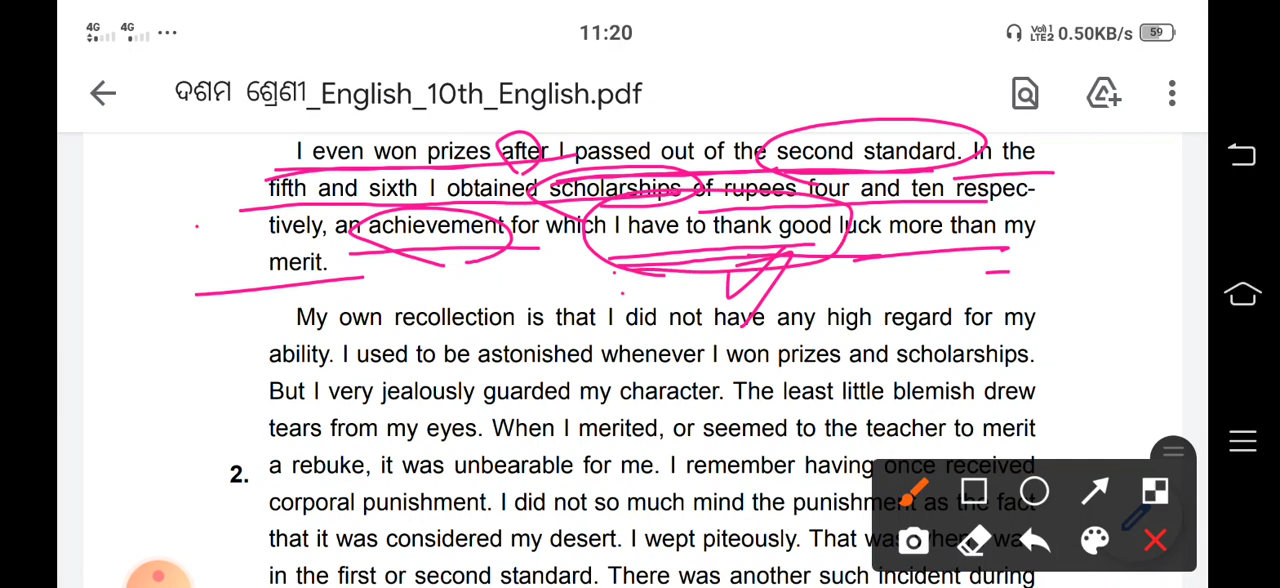 4G 4G ... 11:20 Vo)) 1 LTE2 0.50KB/s 59
ଦଶମ ଶ୍ରେଣୀ_English_10th_English.pdf
I even won prizes after I passed out of the second standard. In the
fifth and sixth I obtained scholarships of rupees four and ten respec-
tively, an achievement for which I have to thank good luck more than my
merit.
My own recollection is that I did not have any high regard for my
ability. I used to be astonished whenever I won prizes and scholarships.
But I very jealously guarded my character. The least little blemish drew
tears from my eyes. When I merited, or seemed to the teacher to merit
2. a rebuke, it was unbearable for me. I remember having once received
corporal punishment. I did not so much mind the punishment as the fact
that it was considered my desert. I wept piteously. That was when I was
in the first or second standard. There was another such incident during